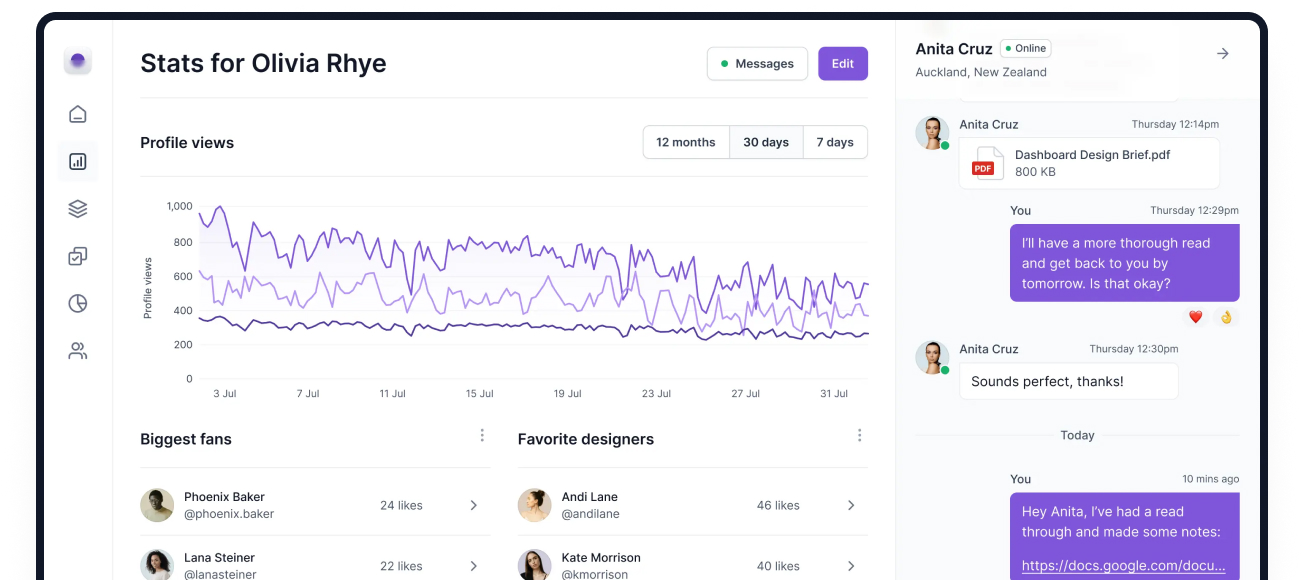 Stats for Olivia Rhye
Messages
Edit
Profile views
12 months
30 days
7 days
Profile views
1,000
800
600
400
200
0
3 Jul
7 Jul
11 Jul
15 Jul
19 Jul
23 Jul
27 Jul
31 Jul
Biggest fans
Phoenix Baker
@phoenix.baker
24 likes
Lana Steiner
@lanasteiner
22 likes
Favorite designers
Andi Lane
@andilane
46 likes
Kate Morrison
@kmorrison
40 likes
Anita Cruz
Online
Auckland, New Zealand
Anita Cruz
Thursday 12:14pm
PDF
Dashboard Design Brief.pdf
800 KB
You
Thursday 12:29pm
I’ll have a more thorough read
and get back to you by
tomorrow. Is that okay?
Anita Cruz
Thursday 12:30pm
Sounds perfect, thanks!
Today
You
10 mins ago
Hey Anita, I’ve had a read
through and made some notes:
https://docs.google.com/docu...